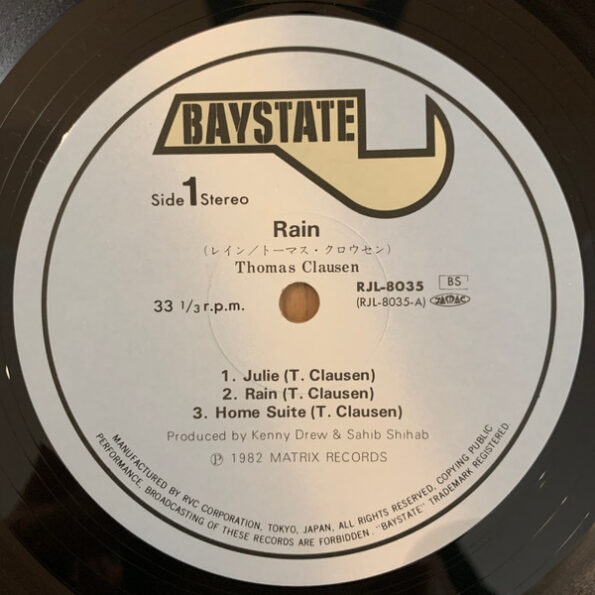 BAYSTATE
Side 1 Stereo
Rain
(レイン/トーマス・クロウセン)
Thomas Clausen
33 1/3 r.p.m.
RJL-8035 BS
(RJL-8035-A) JASRAC
1. Julie (T. Clausen)
2. Rain (T. Clausen)
3. Home Suite (T. Clausen)
Produced by Kenny Drew & Sahib Shihab
Ⓟ 1982 MATRIX RECORDS
MANUFACTURED BY RVC CORPORATION, TOKYO, JAPAN. ALL RIGHTS RESERVED. COPYING PUBLIC
PERFORMANCE, BROADCASTING OF THESE RECORDS ARE FORBIDDEN. "BAYSTATE" TRADEMARK REGISTERED.